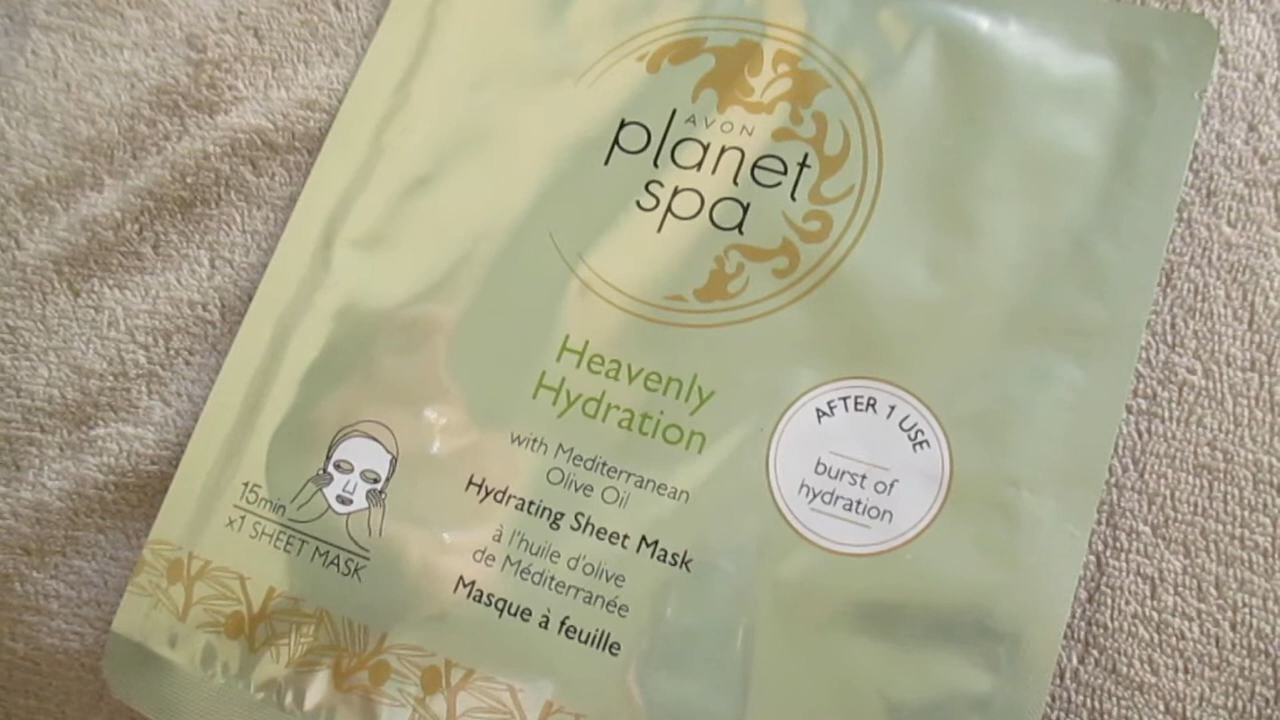 AVON
planet
spa
Heavenly
Hydration
with Mediterranean
Olive Oil
Hydrating Sheet Mask
à l'huile d'olive
de Méditerranée
Masque à feuille
15min
x1 SHEET MASK
AFTER 1 USE
burst of
hydration